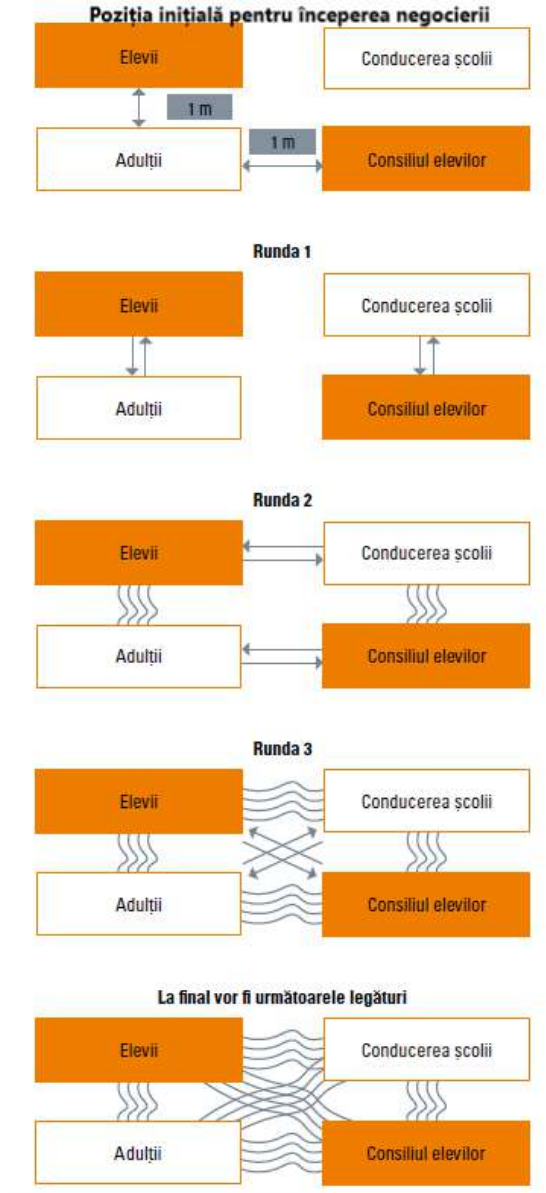 Poziția inițială pentru începerea negocierii
Elevii
Conducerea școlii
1 m
1 m
Adulții
Consiliul elevilor
Runda 1
Elevii
Conducerea școlii
Adulții
Consiliul elevilor
Runda 2
Elevii
Conducerea școlii
Adulții
Consiliul elevilor
Runda 3
Elevii
Conducerea școlii
Adulții
Consiliul elevilor
La final vor fi următoarele legături
Elevii
Conducerea școlii
Adulții
Consiliul elevilor